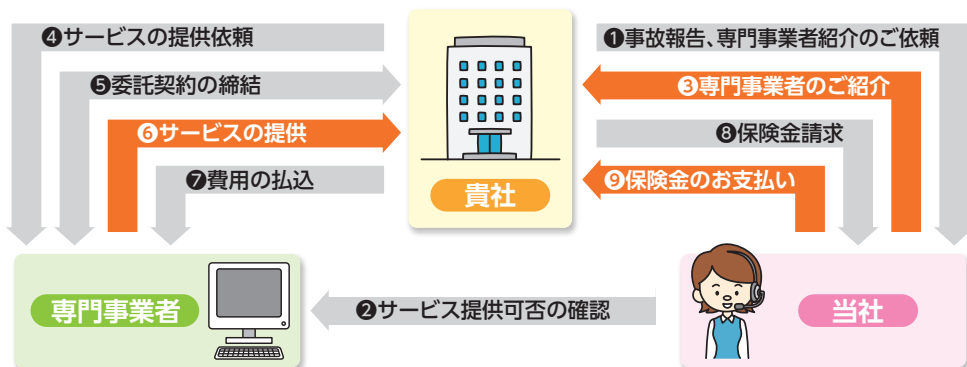 ❹サービスの提供依頼
❺委託契約の締結
❻サービスの提供
❼費用の払込
貴社
❶事故報告、専門事業者紹介のご依頼
❸専門事業者のご紹介
❽保険金請求
❾保険金のお支払い
専門事業者
❷サービス提供可否の確認
当社